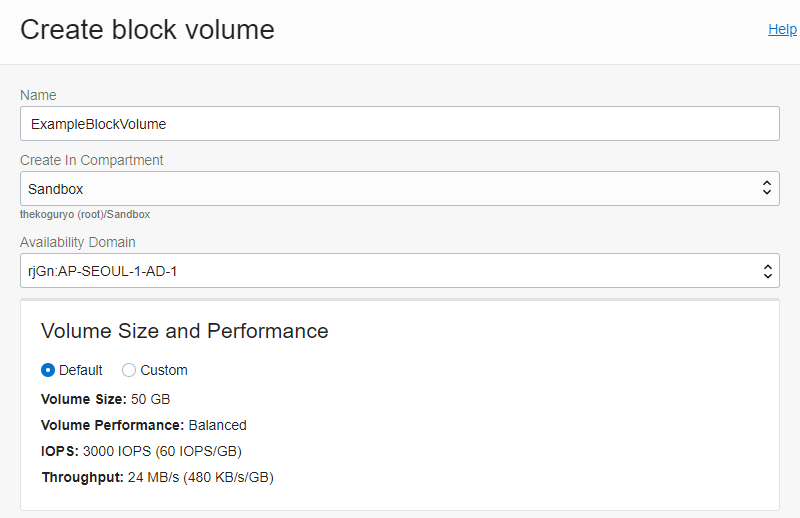 Create block volume
Help
Name
ExampleBlockVolume
Create In Compartment
Sandbox
thekoguryo (root)/Sandbox
Availability Domain
rjGn:AP-SEOUL-1-AD-1
Volume Size and Performance
Default Custom
Volume Size: 50 GB
Volume Performance: Balanced
IOPS: 3000 IOPS (60 IOPS/GB)
Throughput: 24 MB/s (480 KB/s/GB)